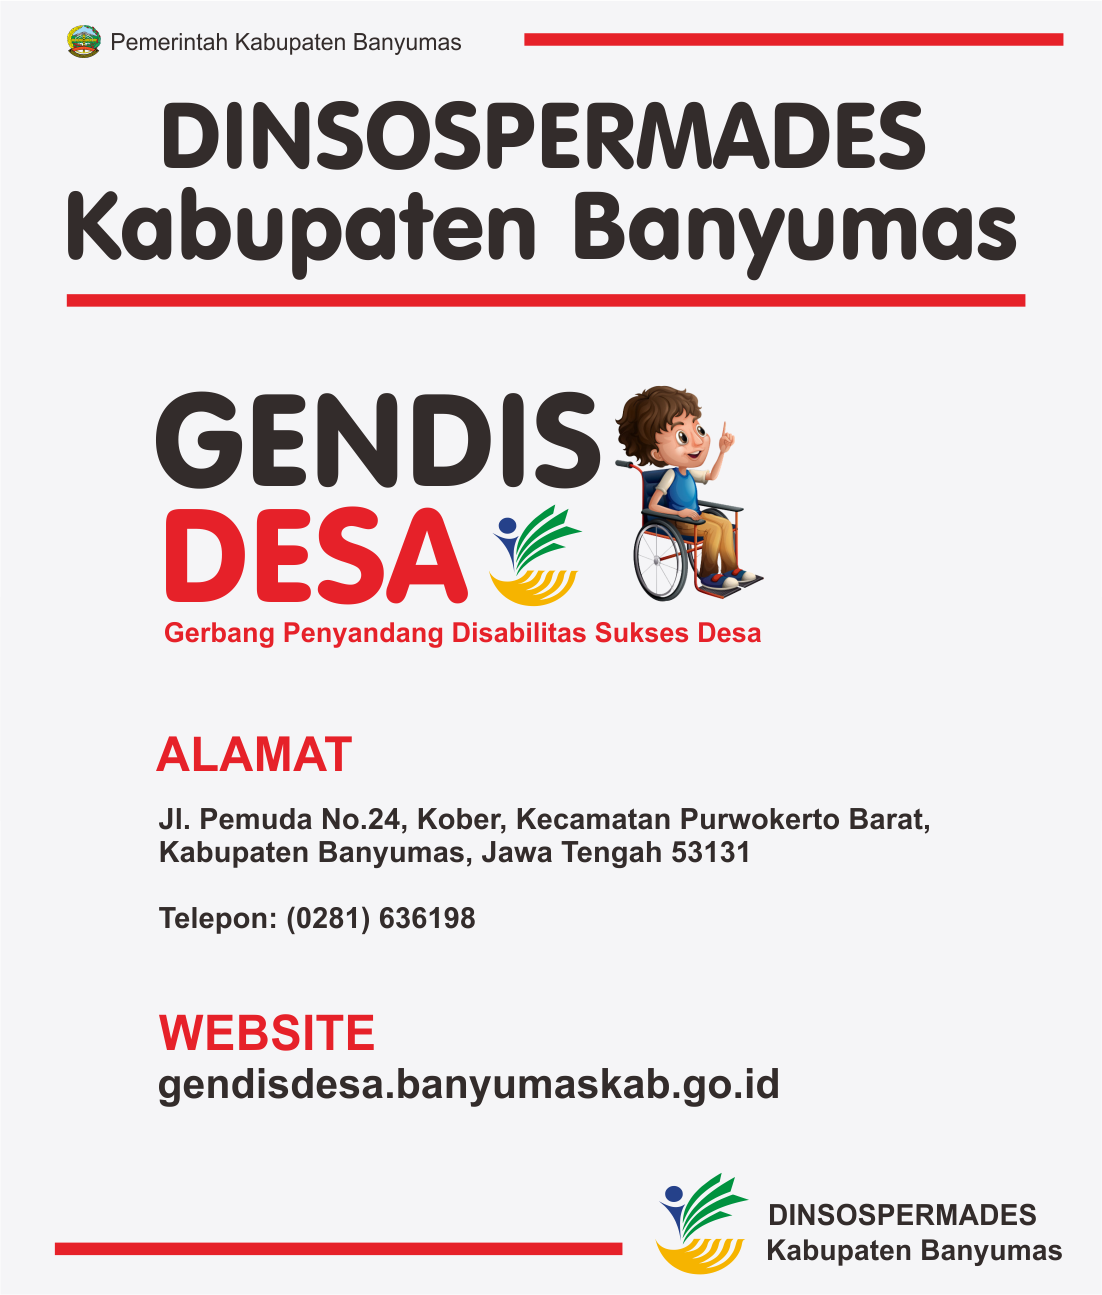 Pemerintah Kabupaten Banyumas
DINSOSPERMADES
Kabupaten Banyumas
GENDIS
DESA
Gerbang Penyandang Disabilitas Sukses Desa
ALAMAT
Jl. Pemuda No.24, Kober, Kecamatan Purwokerto Barat,
Kabupaten Banyumas, Jawa Tengah 53131
Telepon: (0281) 636198
WEBSITE
gendisdesa.banyumaskab.go.id
DINSOSPERMADES
Kabupaten Banyumas